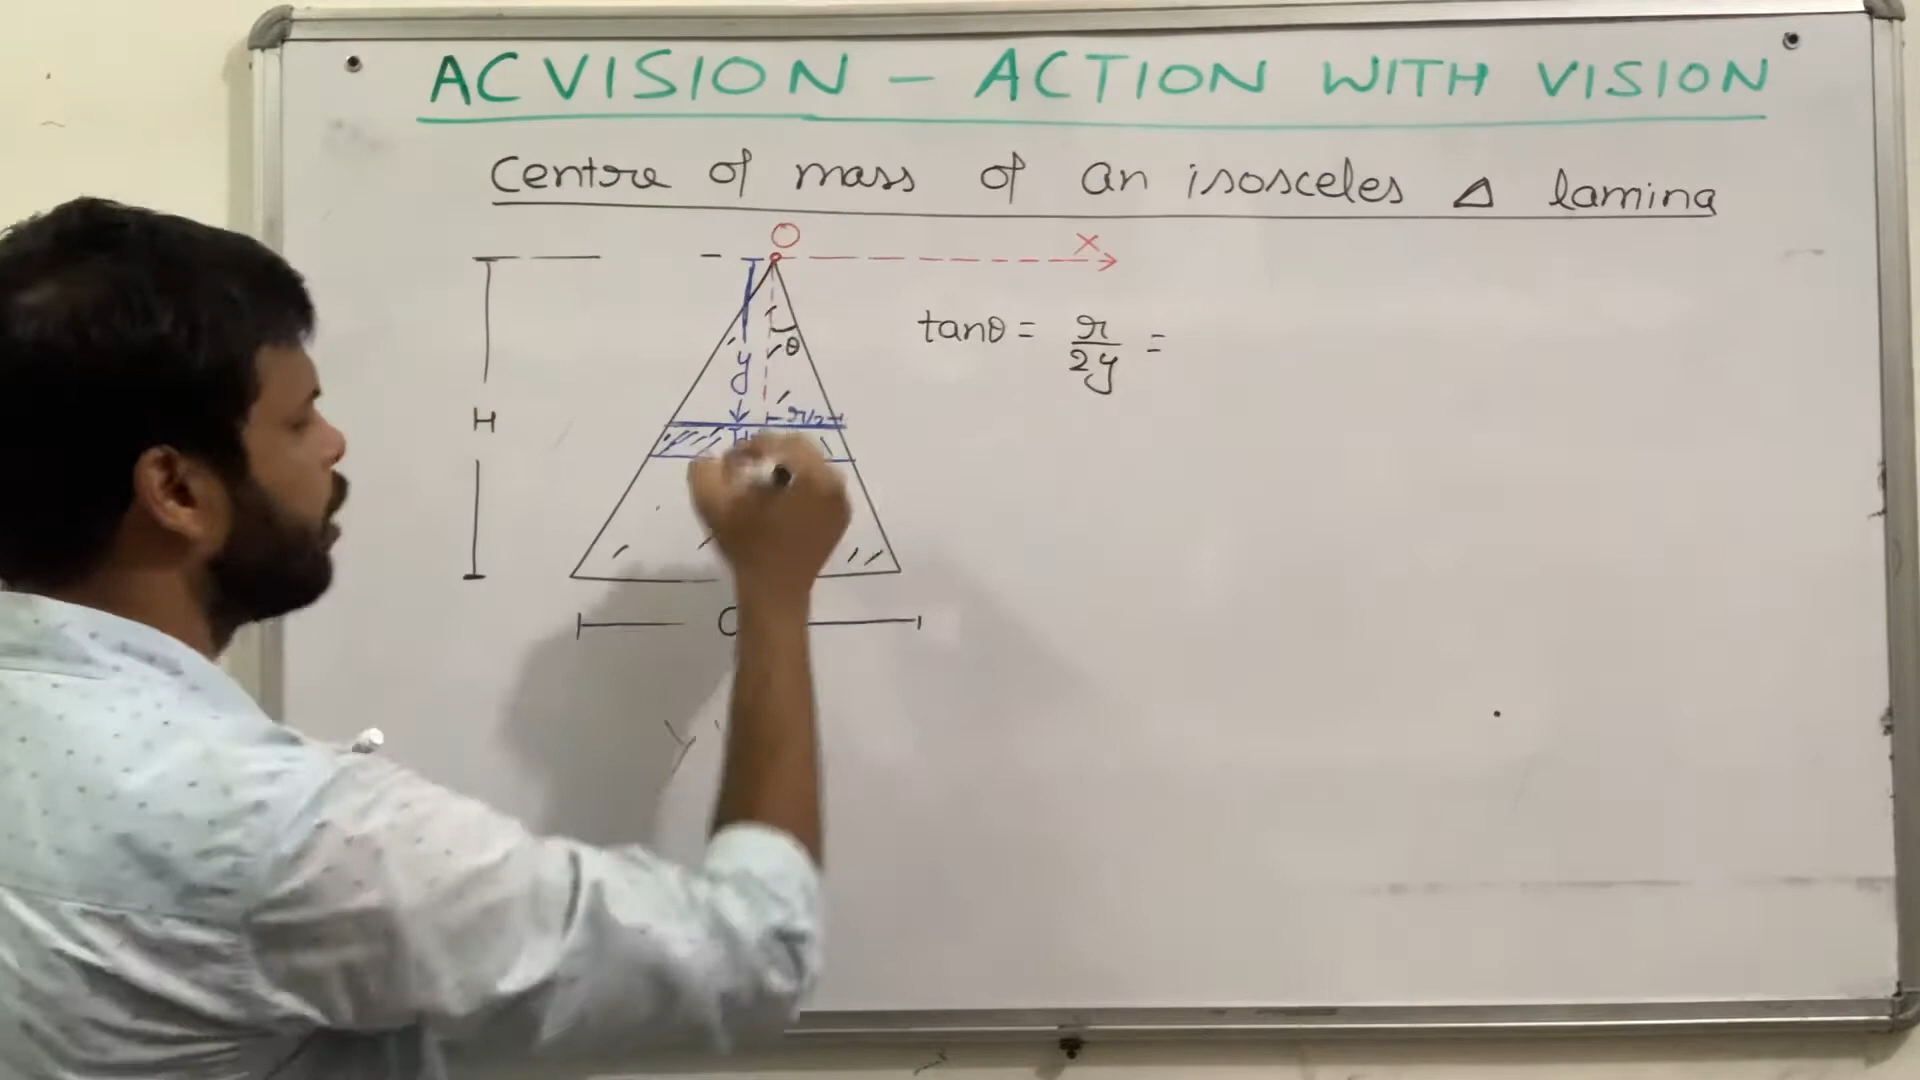 ACVISION – ACTION WITH VISION
Centre of mass of an isosceles Δ lamina
O
X
tanθ = r/2y =
θ
y
H
r/2